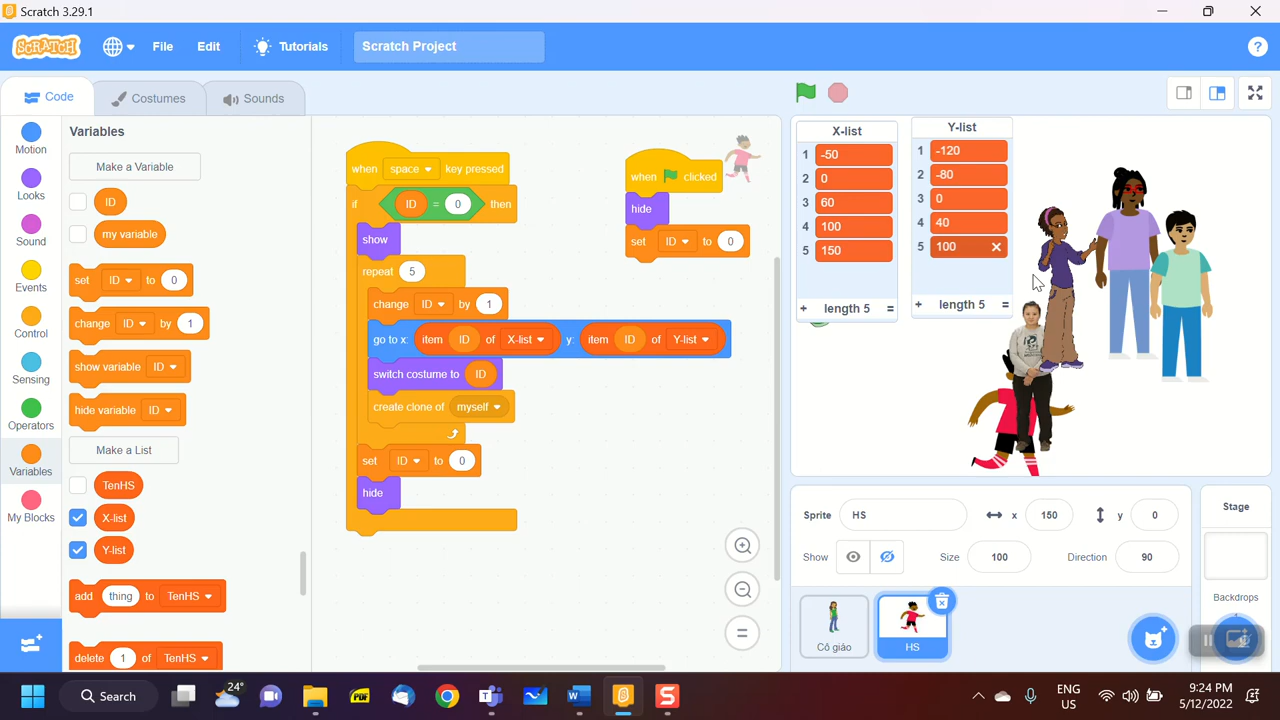 Scratch 3.29.1
SCRATCH File Edit Tutorials Scratch Project ?
Code Costumes Sounds
Motion
Looks
Sound
Events
Control
Sensing
Operators
Variables
My Blocks
Variables
Make a Variable
ID
my variable
set ID to 0
change ID by 1
show variable ID
hide variable ID
Make a List
TenHS
X-list
Y-list
add thing to TenHS
delete 1 of TenHS
when space key pressed
if ID = 0 then
show
repeat 5
change ID by 1
go to x: item ID of X-list y: item ID of Y-list
switch costume to ID
create clone of myself
set ID to 0
hide
when clicked
hide
set ID to 0
X-list
1 -50
2 0
3 60
4 100
5 150
+ length 5 =
Y-list
1 -120
2 -80
3 0
4 40
5 100
+ length 5 =
Sprite HS x 150 y 0
Show Size 100 Direction 90
Cô giáo
HS
Stage
Backdrops
Search
24°
PDF
ENG
US
9:24 PM
5/12/2022